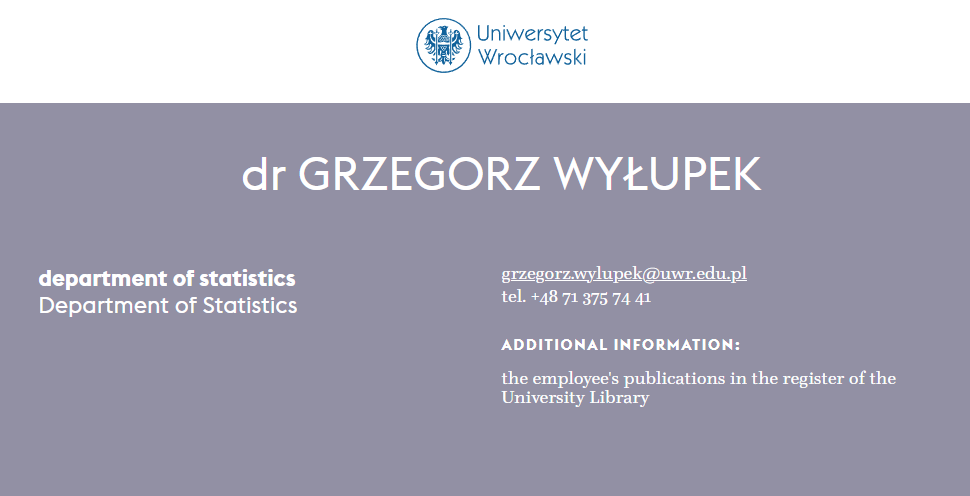 Uniwersytet
Wrocławski
dr GRZEGORZ WYŁUPEK
department of statistics
Department of Statistics
grzegorz.wylupek@uwr.edu.pl
tel. +48 71 375 74 41
ADDITIONAL INFORMATION:
the employee's publications in the register of the
University Library